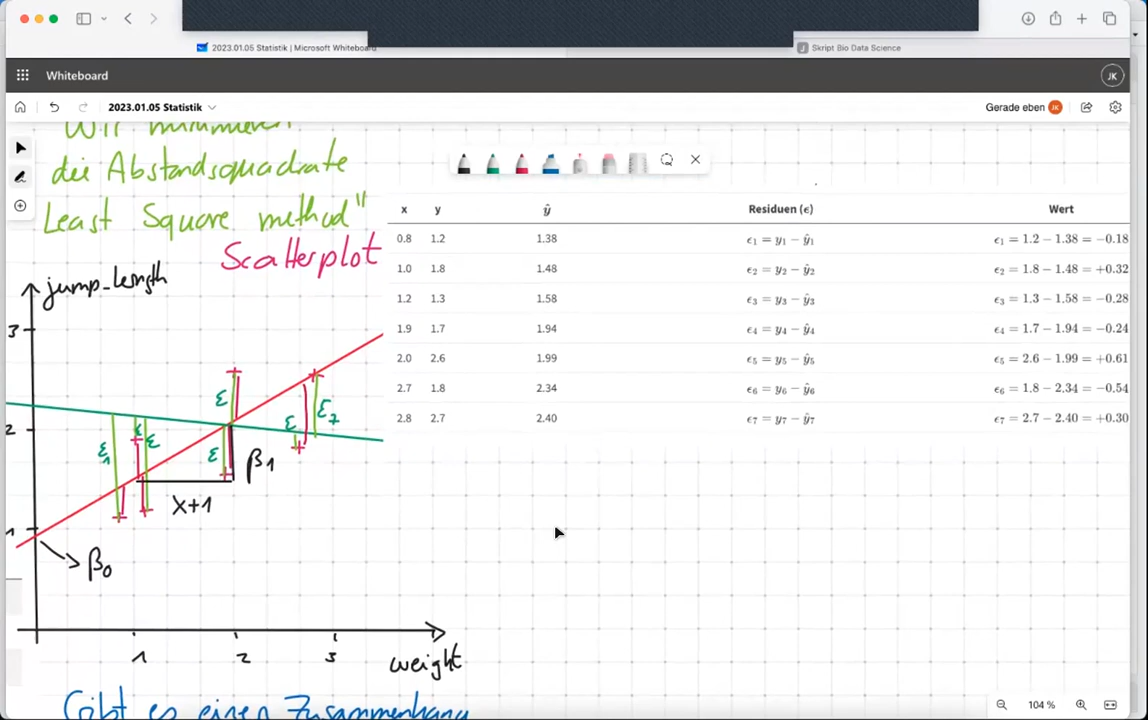 2023.01.05 Statistik | Microsoft Whiteboard
Skript Bio Data Science
Whiteboard
JK
2023.01.05 Statistik
Gerade eben JK
Wir minimieren
die Abstandsquadrate
Least Square method"
Scatterplot
jump_length
3
2
1
ε
ε₇
ε
ε
ε
ε₁
ε
β1
X+1
β0
1
2
3
weight
x y ŷ Residuen (ϵ) Wert
0.8 1.2 1.38 ϵ₁ = y₁ − ŷ₁ ϵ₁ = 1.2 − 1.38 = −0.18
1.0 1.8 1.48 ϵ₂ = y₂ − ŷ₂ ϵ₂ = 1.8 − 1.48 = +0.32
1.2 1.3 1.58 ϵ₃ = y₃ − ŷ₃ ϵ₃ = 1.3 − 1.58 = −0.28
1.9 1.7 1.94 ϵ₄ = y₄ − ŷ₄ ϵ₄ = 1.7 − 1.94 = −0.24
2.0 2.6 1.99 ϵ₅ = y₅ − ŷ₅ ϵ₅ = 2.6 − 1.99 = +0.61
2.7 1.8 2.34 ϵ₆ = y₆ − ŷ₆ ϵ₆ = 1.8 − 2.34 = −0.54
2.8 2.7 2.40 ϵ₇ = y₇ − ŷ₇ ϵ₇ = 2.7 − 2.40 = +0.30
Gibt es einen Zusammenhang
104 %